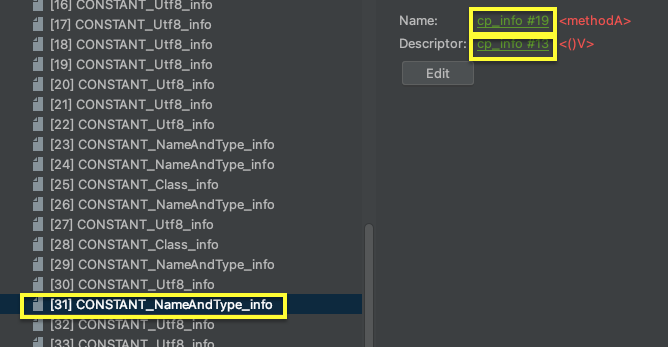 [16] CONSTANT_Utf8_info
[17] CONSTANT_Utf8_info
[18] CONSTANT_Utf8_info
[19] CONSTANT_Utf8_info
[20] CONSTANT_Utf8_info
[21] CONSTANT_Utf8_info
[22] CONSTANT_Utf8_info
[23] CONSTANT_NameAndType_info
[24] CONSTANT_NameAndType_info
[25] CONSTANT_Class_info
[26] CONSTANT_NameAndType_info
[27] CONSTANT_Utf8_info
[28] CONSTANT_Class_info
[29] CONSTANT_NameAndType_info
[30] CONSTANT_Utf8_info
[31] CONSTANT_NameAndType_info
[32] CONSTANT_Utf8_info
[33] CONSTANT_Utf8_info
Name: cp_info #19 <methodA>
Descriptor: cp_info #13 <()V>
Edit